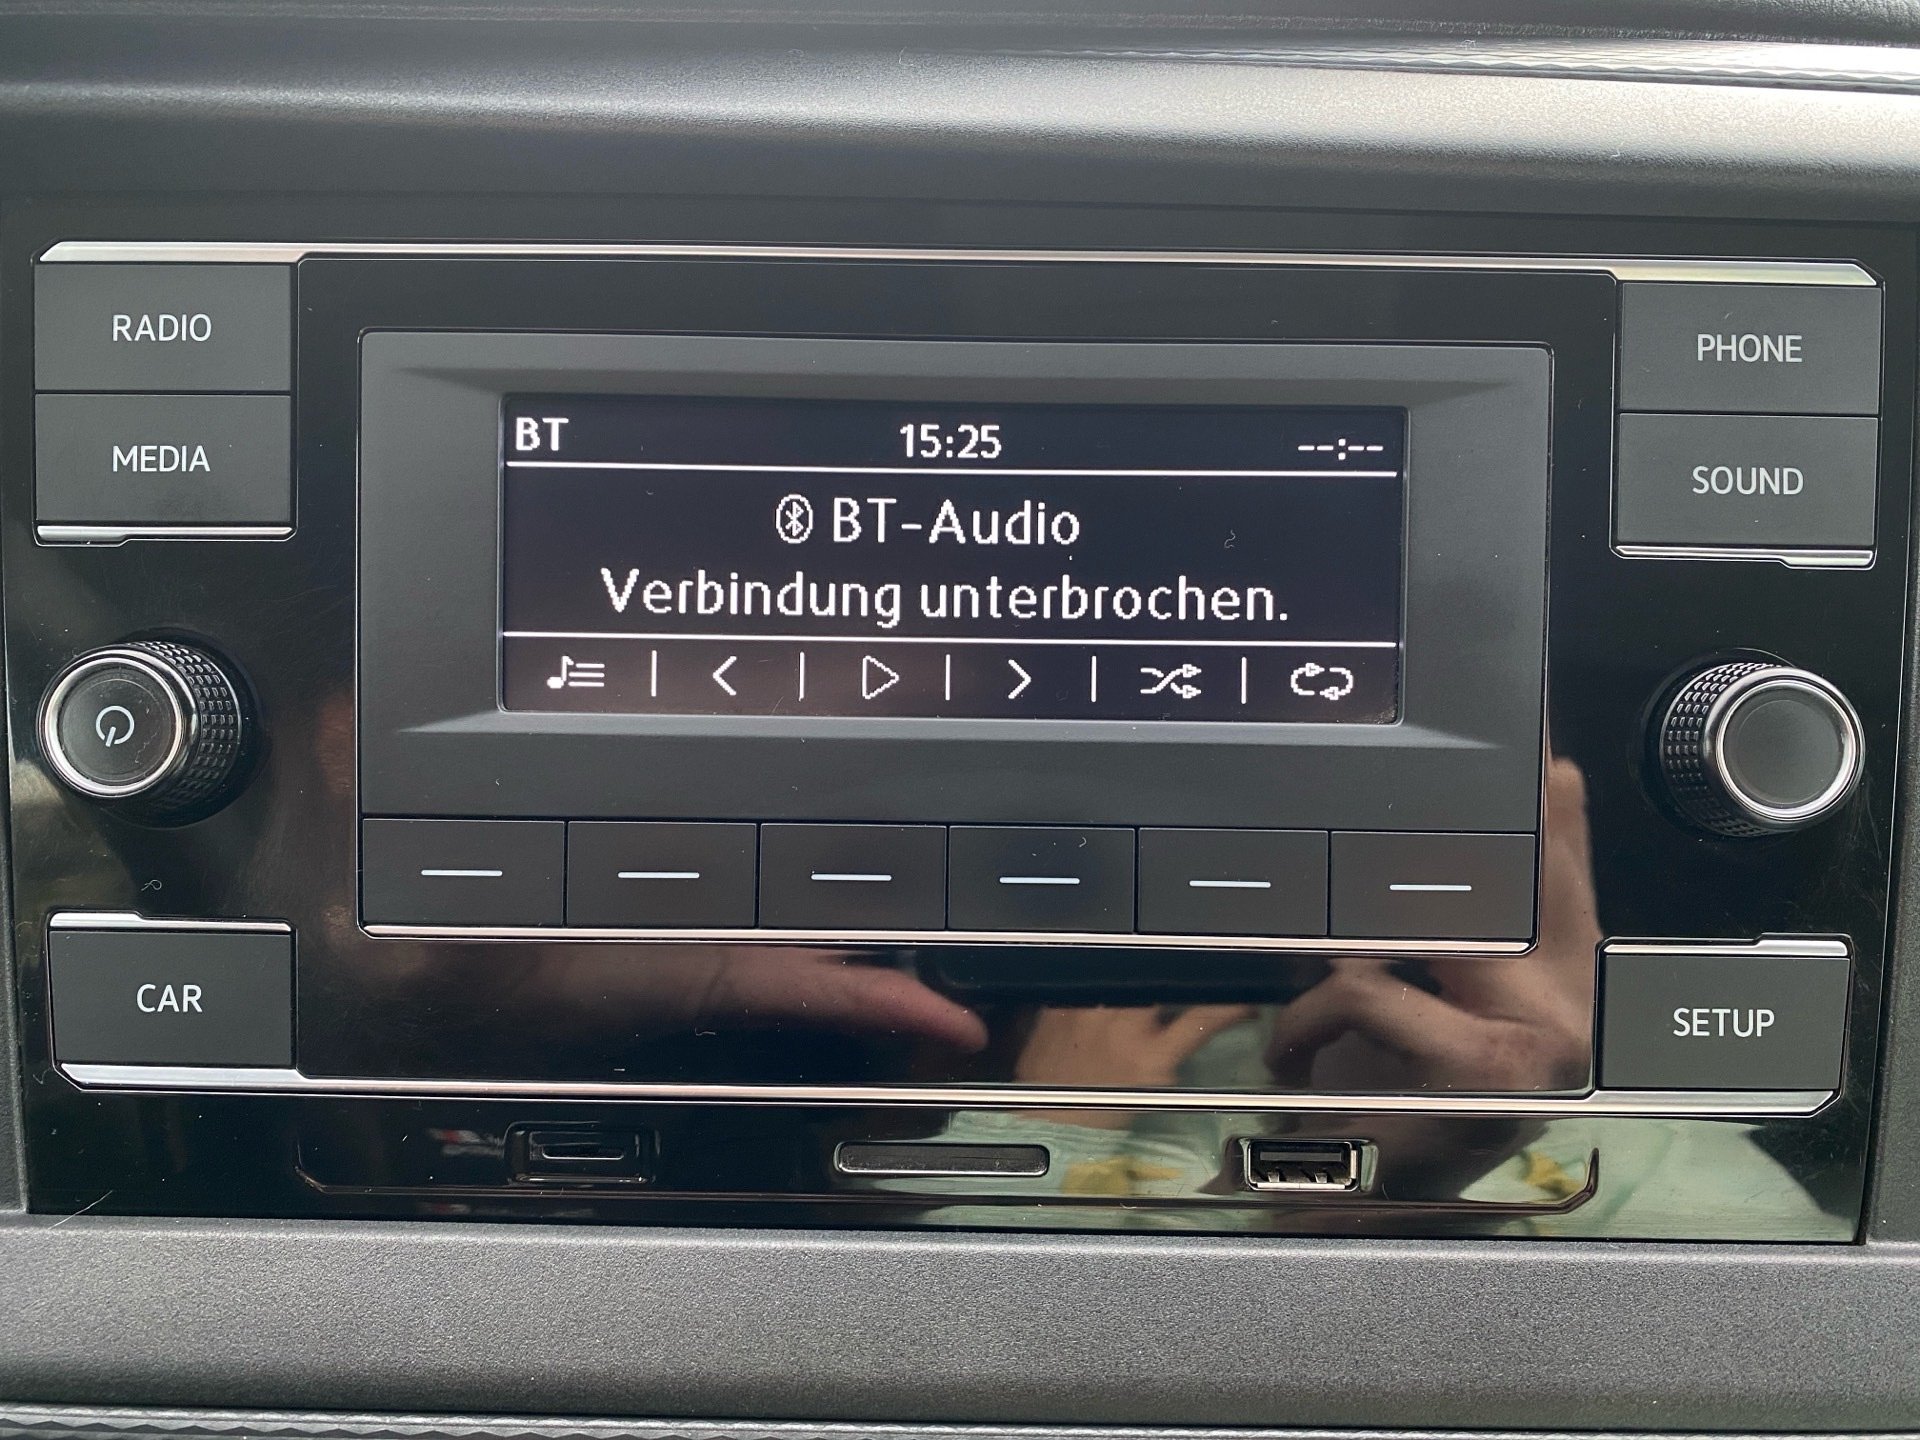 RADIO
MEDIA
BT 15:25 --:--
BT-Audio
Verbindung unterbrochen.
PHONE
SOUND
CAR
SETUP